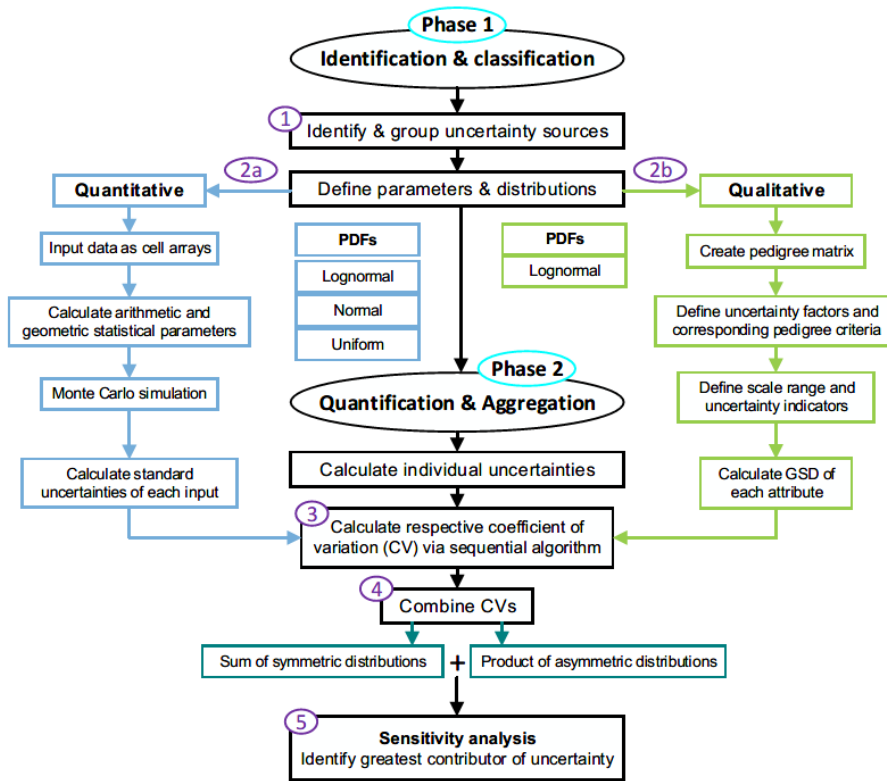 Phase 1
Identification & classification
1
Identify & group uncertainty sources
2a
2b
Quantitative
Define parameters & distributions
Qualitative
Input data as cell arrays
Calculate arithmetic and
geometric statistical parameters
Monte Carlo simulation
Calculate standard
uncertainties of each input
PDFs
Lognormal
Normal
Uniform
PDFs
Lognormal
Create pedigree matrix
Define uncertainty factors and
corresponding pedigree criteria
Define scale range and
uncertainty indicators
Calculate GSD of
each attribute
Phase 2
Quantification & Aggregation
Calculate individual uncertainties
3
Calculate respective coefficient of
variation (CV) via sequential algorithm
4
Combine CVs
Sum of symmetric distributions
+
Product of asymmetric distributions
5
Sensitivity analysis
Identify greatest contributor of uncertainty